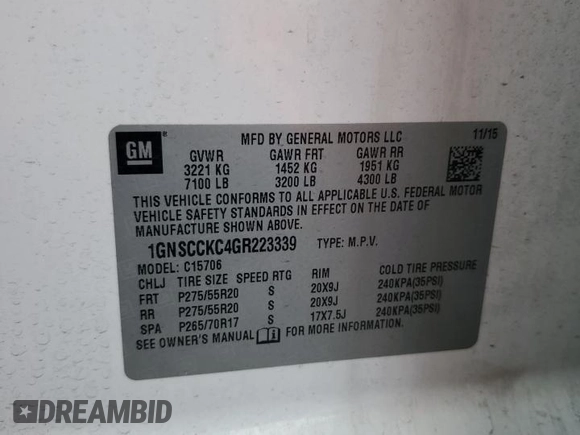 GM ®
MFD BY GENERAL MOTORS LLC 11/15
GVWR GAWR FRT GAWR RR
3221 KG 1452 KG 1951 KG
7100 LB 3200 LB 4300 LB
THIS VEHICLE CONFORMS TO ALL APPLICABLE U.S. FEDERAL MOTOR
VEHICLE SAFETY STANDARDS IN EFFECT ON THE DATE OF
MANUFACTURE SHOWN ABOVE.
1GNSCCKC4GR223339 TYPE: M.P.V.
MODEL: C15706
CHLJ TIRE SIZE SPEED RTG RIM COLD TIRE PRESSURE
FRT P275/55R20 S 20X9J 240KPA(35PSI)
RR P275/55R20 S 20X9J 240KPA(35PSI)
SPA P265/70R17 S 17X7.5J 240KPA(35PSI)
SEE OWNER'S MANUAL FOR MORE INFORMATION.
DREAMBID